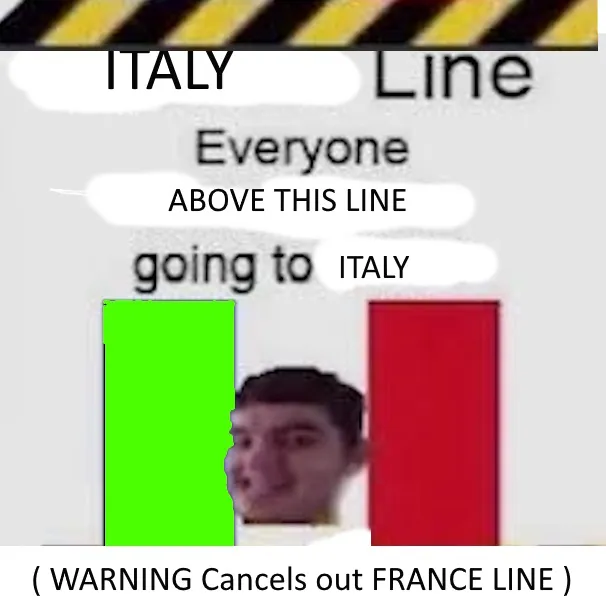 ITALY Line
Everyone
ABOVE THIS LINE
going to ITALY
( WARNING Cancels out FRANCE LINE )